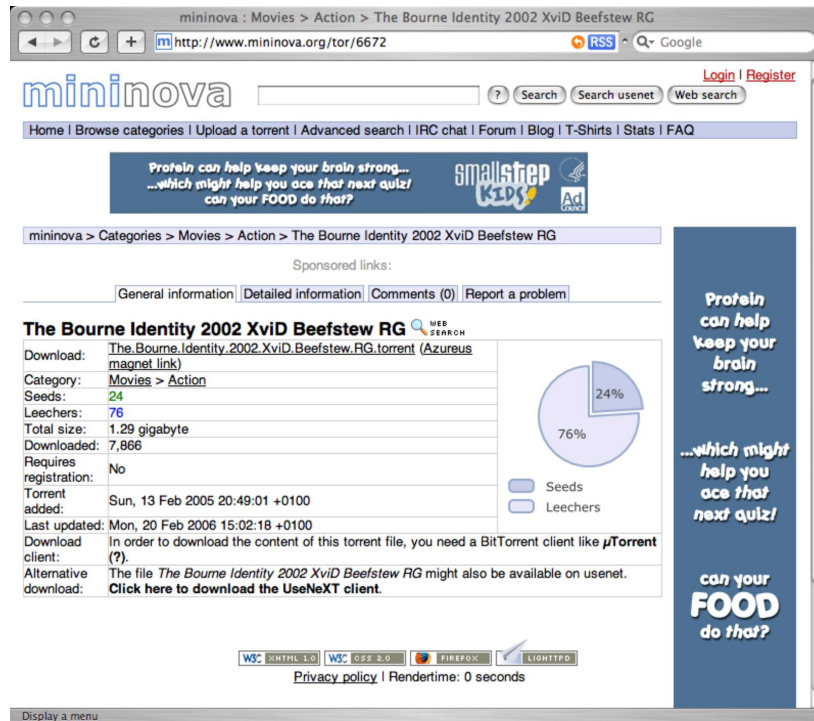 mininova : Movies > Action > The Bourne Identity 2002 XviD Beefstew RG
http://www.mininova.org/tor/6672
RSS
Google
Login | Register
mininova
? Search Search usenet Web search
Home | Browse categories | Upload a torrent | Advanced search | IRC chat | Forum | Blog | T-Shirts | Stats | FAQ
Protein can help keep your brain strong...
...which might help you ace that next quiz!
can your FOOD do that?
smallstep
KIDS
Ad
Council
mininova > Categories > Movies > Action > The Bourne Identity 2002 XviD Beefstew RG
Sponsored links:
General information Detailed information Comments (0) Report a problem
The Bourne Identity 2002 XviD Beefstew RG WEB SEARCH
Download: The.Bourne.Identity.2002.XviD.Beefstew.RG.torrent (Azureus
magnet link)
Category: Movies > Action
Seeds: 24
Leechers: 76
Total size: 1.29 gigabyte
Downloaded: 7,866
Requires
registration: No
Torrent
added: Sun, 13 Feb 2005 20:49:01 +0100
Last updated: Mon, 20 Feb 2006 15:02:18 +0100
24%
76%
Seeds
Leechers
Download
client: In order to download the content of this torrent file, you need a BitTorrent client like µTorrent
(?).
Alternative
download: The file The Bourne Identity 2002 XviD Beefstew RG might also be available on usenet.
Click here to download the UseNeXT client.
Protein
can help
keep your
brain
strong...
...which might
help you
ace that
next quiz!
can your
FOOD
do that?
W3C XHTML 1.0 W3C CSS 2.0 FIREFOX LIGHTTPD
Privacy policy | Rendertime: 0 seconds
Display a menu